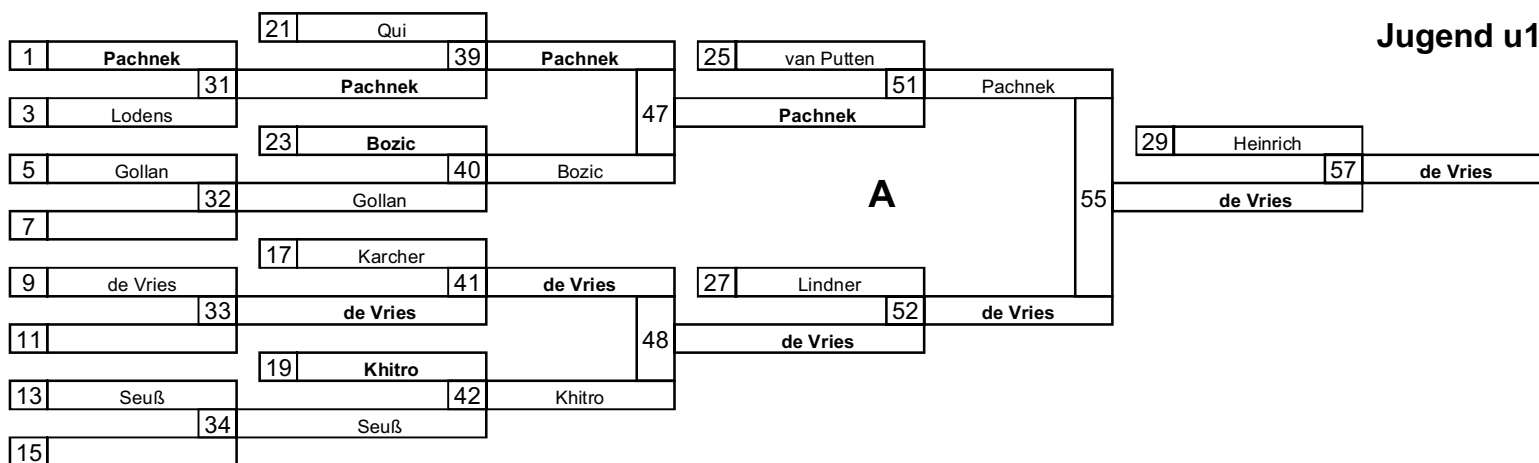 21 Qui
Jugend u1
1 Pachnek 39 Pachnek 25 van Putten
31 Pachnek 51 Pachnek
3 Lodens 47 Pachnek
23 Bozic 29 Heinrich
5 Gollan 40 Bozic 57 de Vries
32 Gollan A 55 de Vries
7
17 Karcher
9 de Vries 41 de Vries 27 Lindner
33 de Vries 52 de Vries
11 48 de Vries
19 Khitro
13 Seuß 42 Khitro
34 Seuß
15